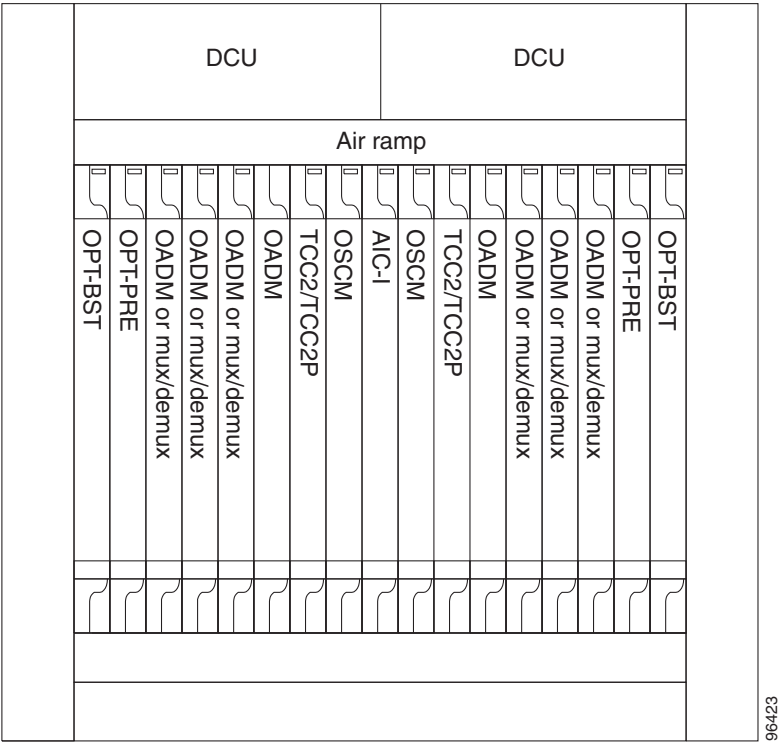 DCU
DCU
Air ramp
OPT-BST
OPT-PRE
OADM or mux/demux
OADM or mux/demux
OADM or mux/demux
OADM
TCC2/TCC2P
OSCM
AIC-I
OSCM
TCC2/TCC2P
OADM
OADM or mux/demux
OADM or mux/demux
OADM or mux/demux
OPT-PRE
OPT-BST
96423